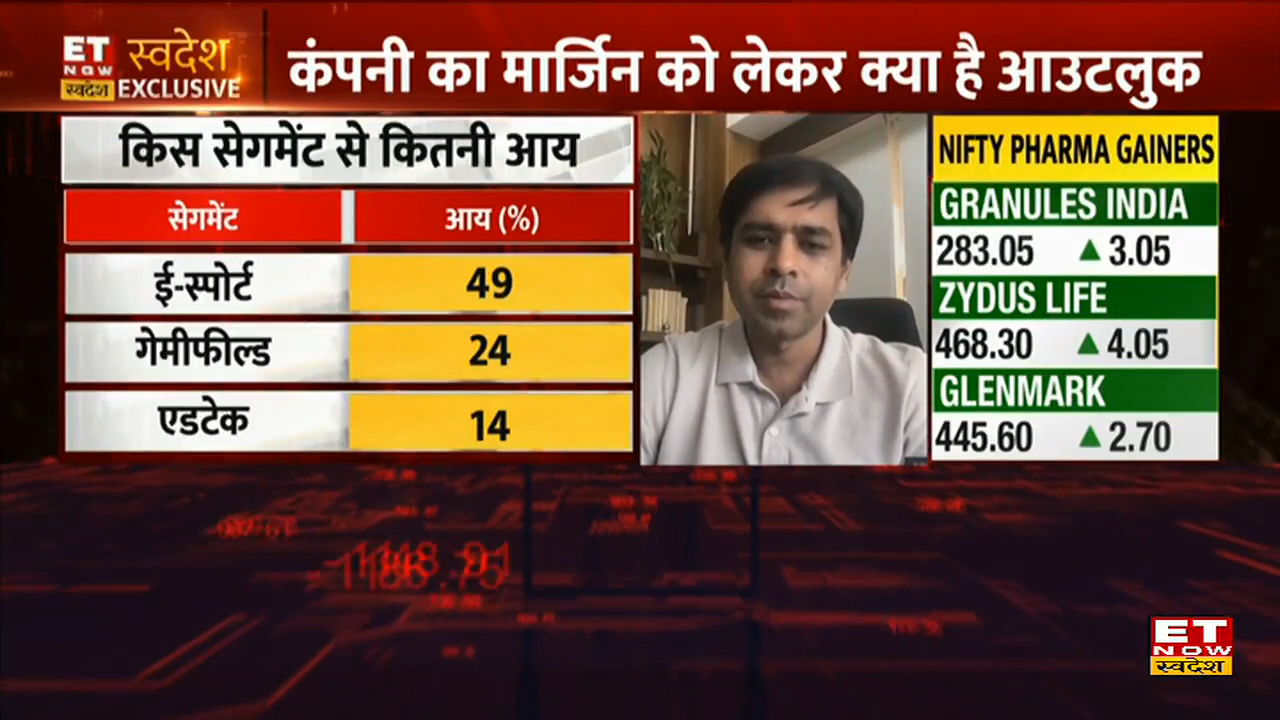 ET
NOW
स्वदेश
स्वदेश
EXCLUSIVE
कंपनी का मार्जिन को लेकर क्या है आउटलुक
किस सेगमेंट से कितनी आय
सेगमेंट आय (%)
ई-स्पोर्ट 49
गेमीफील्ड 24
एडटेक 14
NIFTY PHARMA GAINERS
GRANULES INDIA
283.05 ▲ 3.05
ZYDUS LIFE
468.30 ▲ 4.05
GLENMARK
445.60 ▲ 2.70
ET
NOW
स्वदेश